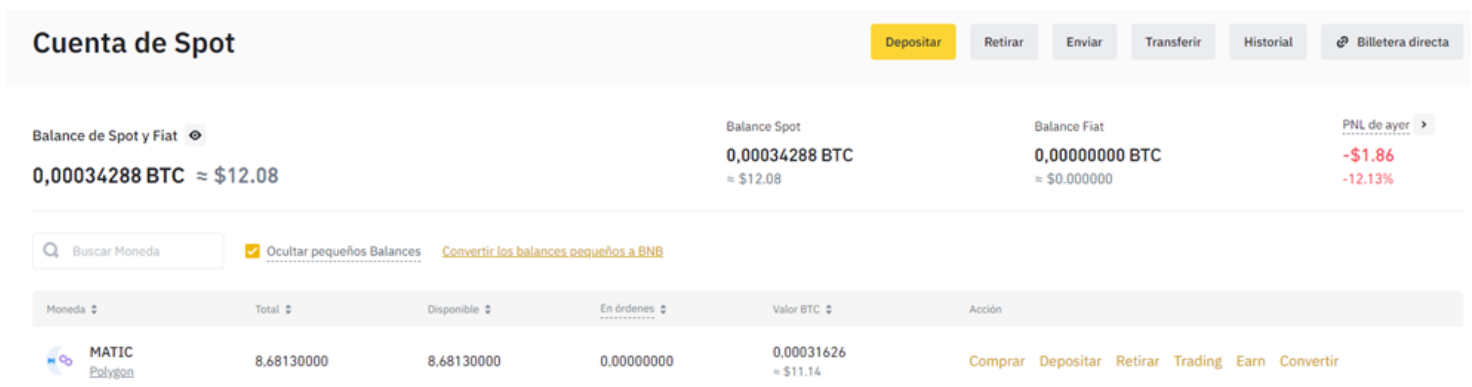 Cuenta de Spot
Depositar Retirar Enviar Transferir Historial Billetera directa
Balance de Spot y Fiat
0,00034288 BTC ≈ $12.08
Balance Spot
0,00034288 BTC
≈ $12.08
Balance Fiat
0,00000000 BTC
≈ $0.000000
PNL de ayer
-$1.86
-12.13%
Buscar Moneda Ocultar pequeños Balances Convertir los balances pequeños a BNB
Moneda Total Disponible En órdenes Valor BTC Acción
MATIC 8,68130000 8,68130000 0,00000000 0,00031626 Comprar Depositar Retirar Trading Earn Convertir
Polygon ≈ $11.14